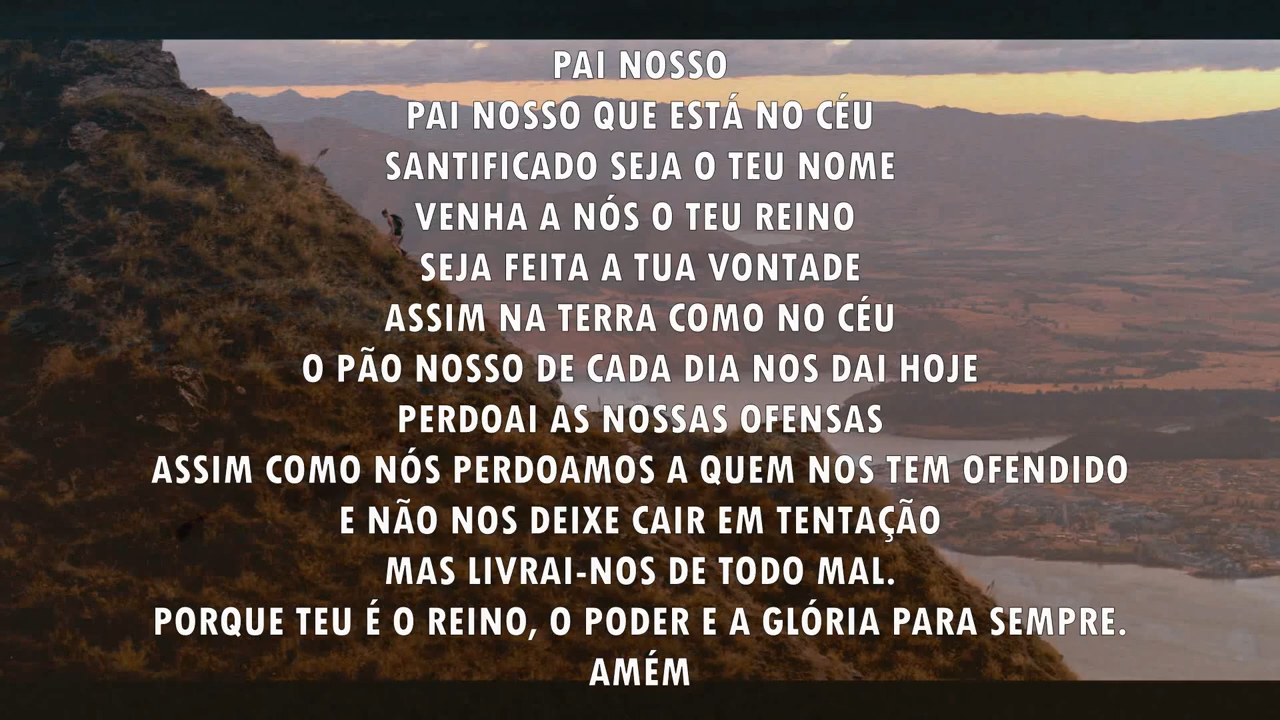 PAI NOSSO
PAI NOSSO QUE ESTÁ NO CÉU
SANTIFICADO SEJA O TEU NOME
VENHA A NÓS O TEU REINO
SEJA FEITA A TUA VONTADE
ASSIM NA TERRA COMO NO CÉU
O PÃO NOSSO DE CADA DIA NOS DAI HOJE
PERDOAI AS NOSSAS OFENSAS
ASSIM COMO NÓS PERDOAMOS A QUEM NOS TEM OFENDIDO
E NÃO NOS DEIXE CAIR EM TENTAÇÃO
MAS LIVRAI-NOS DE TODO MAL.
PORQUE TEU É O REINO, O PODER E A GLÓRIA PARA SEMPRE.
AMÉM